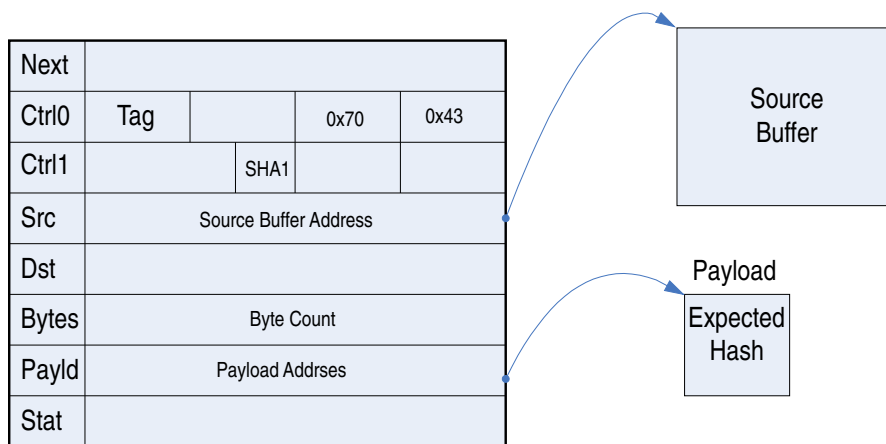 Next
Ctrl0 Tag 0x70 0x43
Ctrl1 SHA1
Src Source Buffer Address
Dst
Bytes Byte Count
Payld Payload Addrses
Stat
Source
Buffer
Payload
Expected
Hash